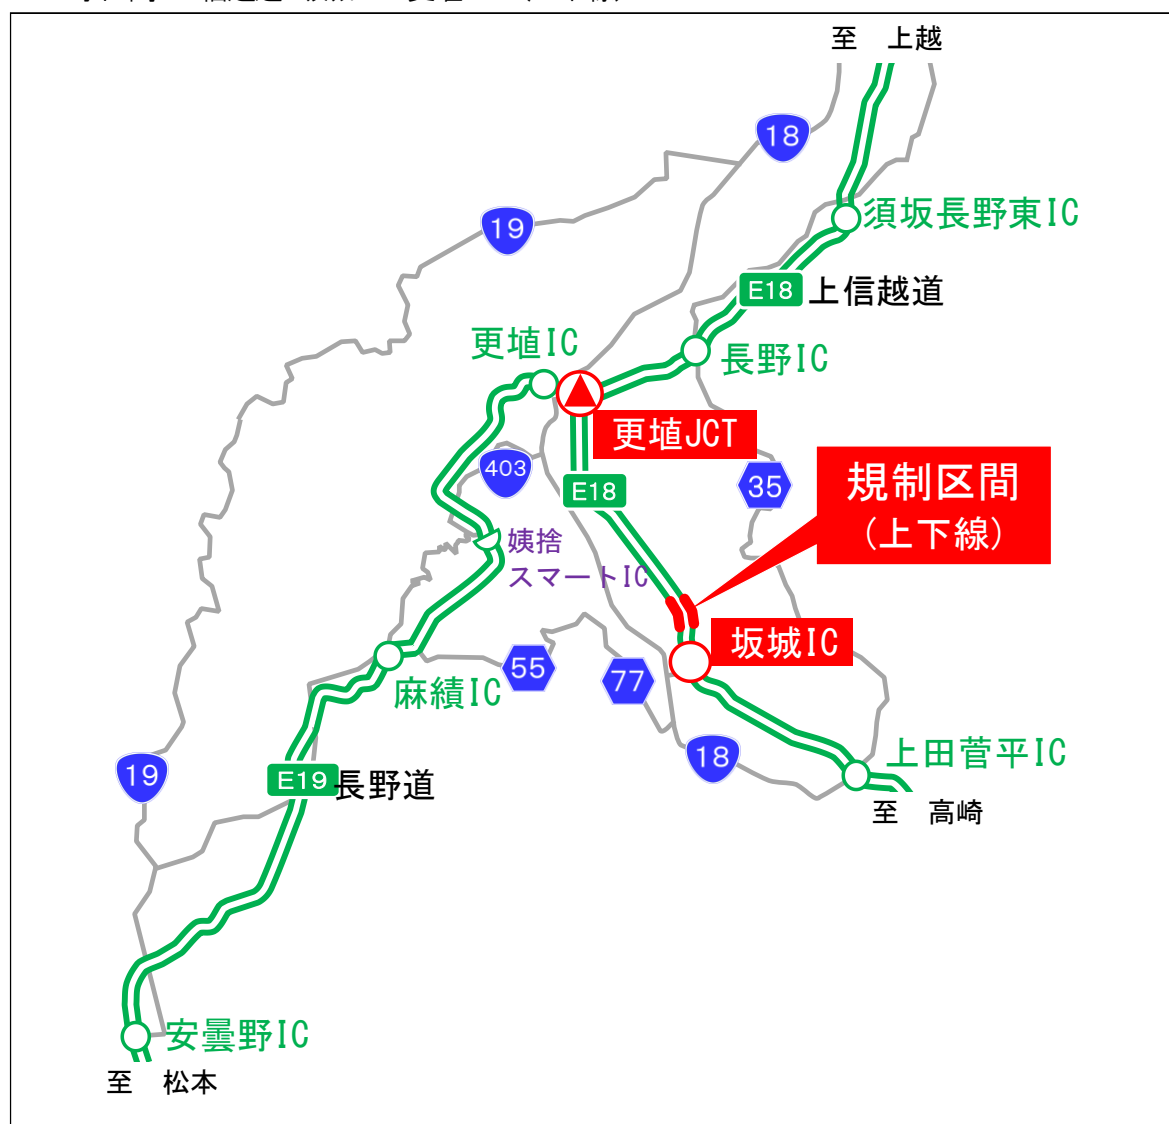 至　上越
18
19
須坂長野東IC
E18 上信越道
更埴IC
長野IC
更埴JCT
403
E18
35
規制区間
(上下線)
姨捨
スマートIC
坂城IC
55
77
麻績IC
18
上田菅平IC
19
E19 長野道
至　高崎
安曇野IC
至　松本